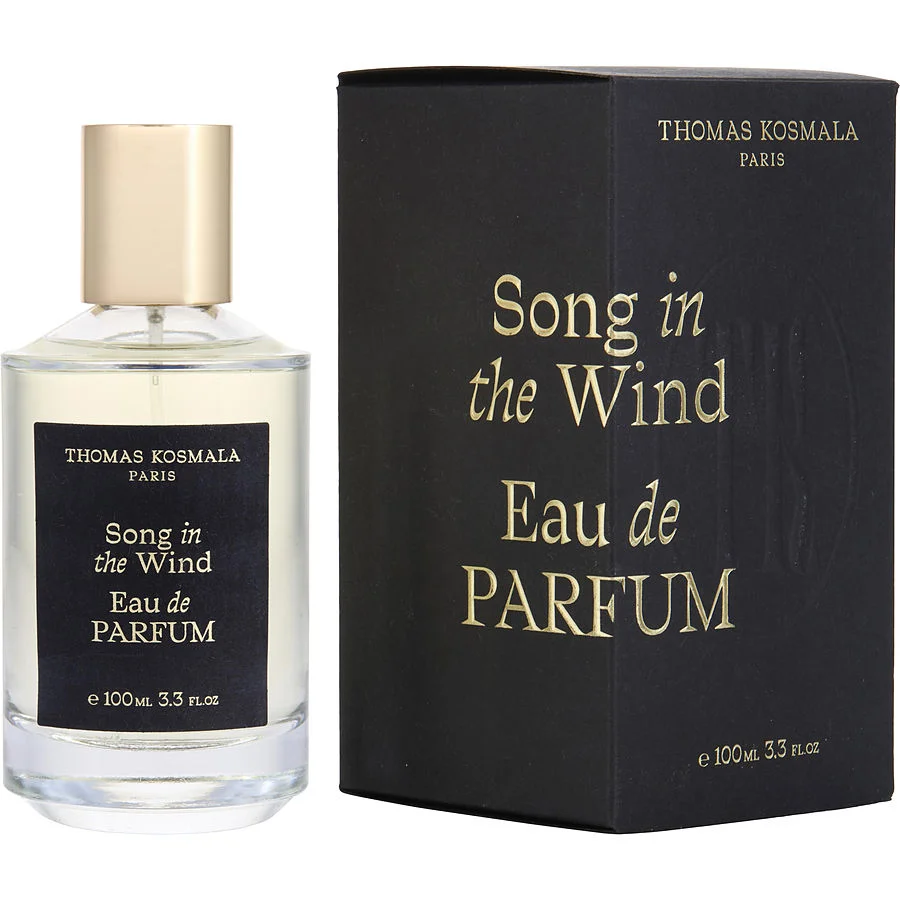 THOMAS KOSMALA
PARIS
Song in
the Wind
Eau de
PARFUM
e 100ML 3.3 FL.OZ
THOMAS KOSMALA
PARIS
Song in
the Wind
Eau de
PARFUM
e 100ML 3.3 FL.OZ